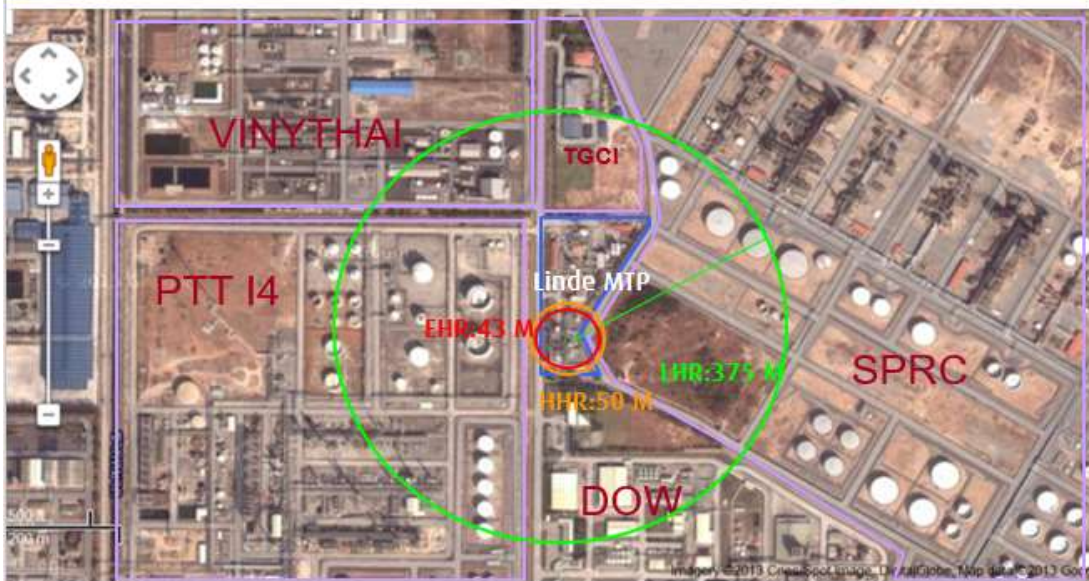 VINYTHAI
TGCI
Linde MTP
PTT I4
EHR:43 M
LHR:375 M
SPRC
HHR:50 M
DOW
500 ft
200 m
Imagery ©2013 Cnes/Spot Image, DigitalGlobe, Map data ©2013